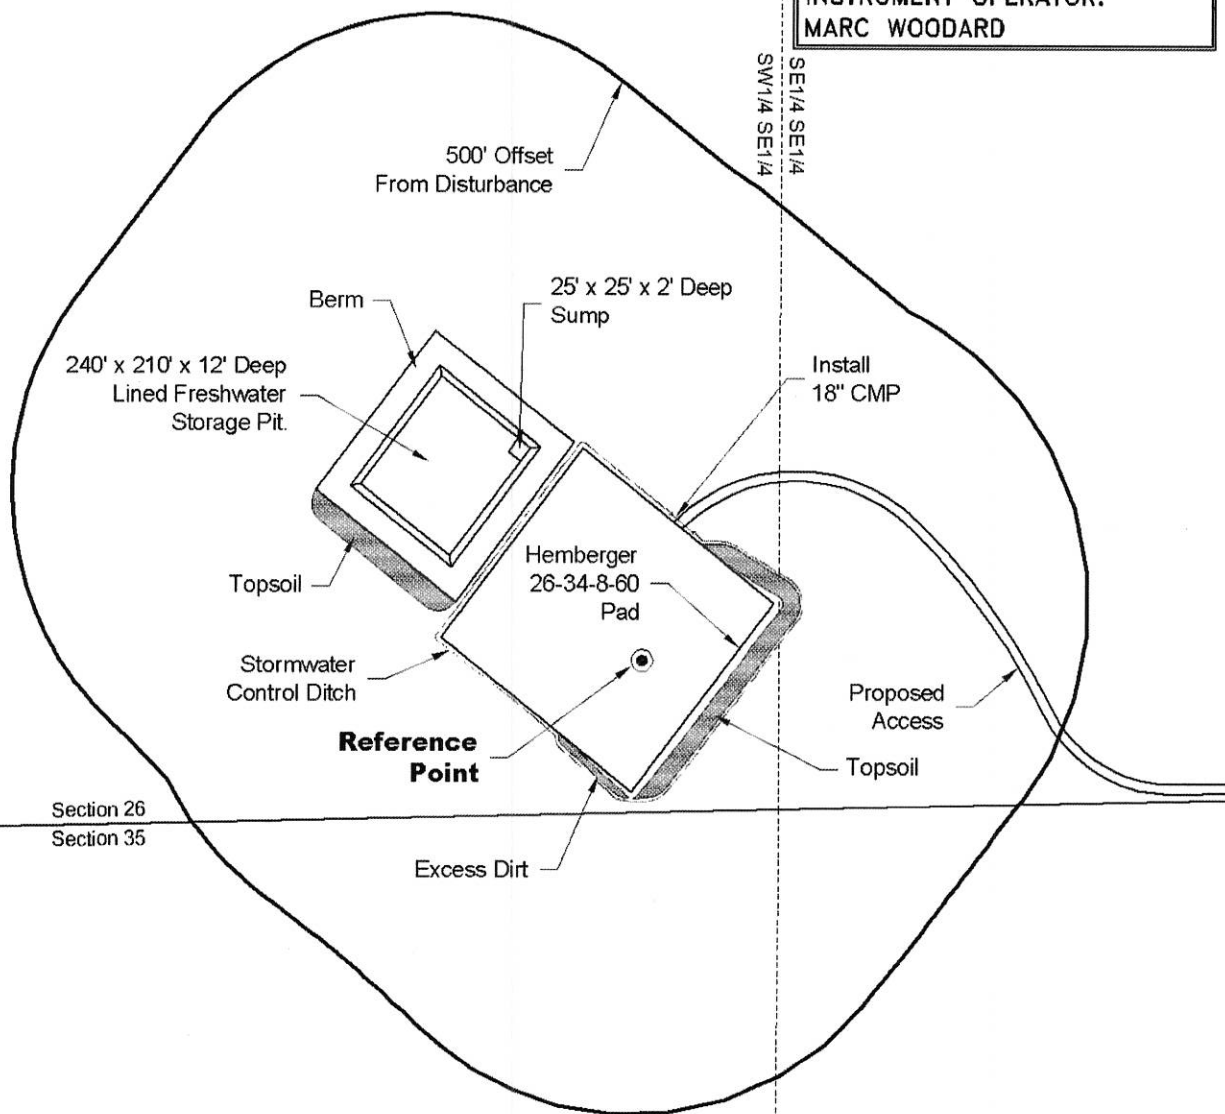 INSTRUMENT OPERATOR:
MARC WOODARD
SW1/4 SE1/4
SE1/4 SE1/4
500' Offset
From Disturbance
25' x 25' x 2' Deep
Sump
Berm
240' x 210' x 12' Deep
Lined Freshwater
Storage Pit.
Install
18" CMP
Hemberger
26-34-8-60
Pad
Topsoil
Stormwater
Control Ditch
Proposed
Access
Reference
Point
Topsoil
Section 26
Section 35
Excess Dirt